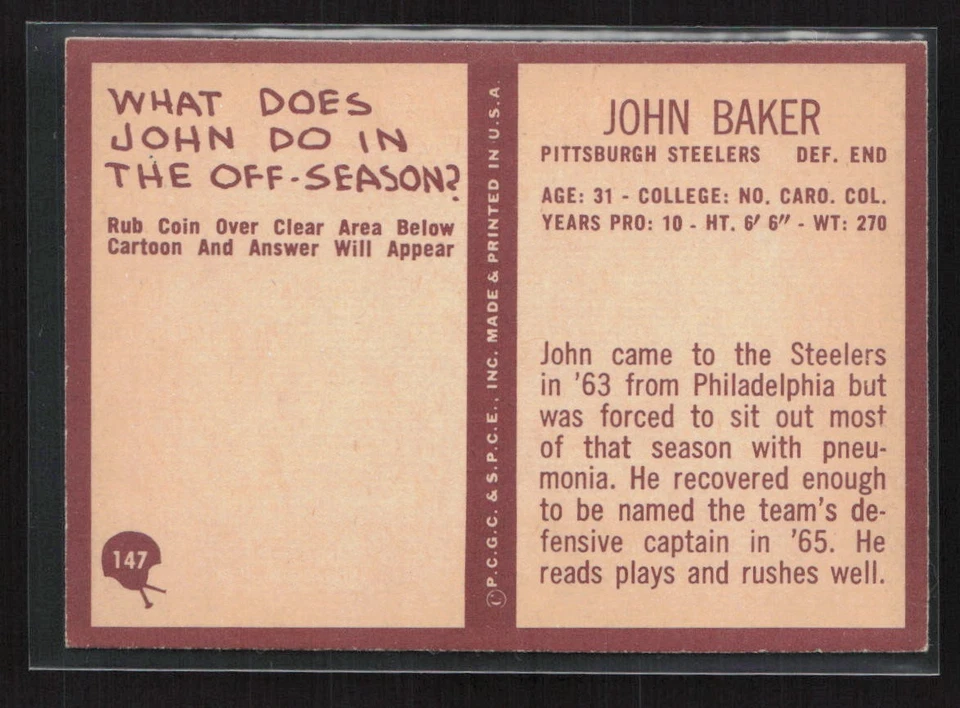 WHAT DOES
JOHN DO IN
THE OFF-SEASON?
Rub Coin Over Clear Area Below
Cartoon And Answer Will Appear
147
© P.C.G.C. & S.P.C.E., INC. MADE & PRINTED IN U.S.A.
JOHN BAKER
PITTSBURGH STEELERS DEF. END
AGE: 31 - COLLEGE: NO. CARO. COL.
YEARS PRO: 10 - HT. 6′ 6″ - WT: 270
John came to the Steelers
in '63 from Philadelphia but
was forced to sit out most
of that season with pneu-
monia. He recovered enough
to be named the team's de-
fensive captain in '65. He
reads plays and rushes well.